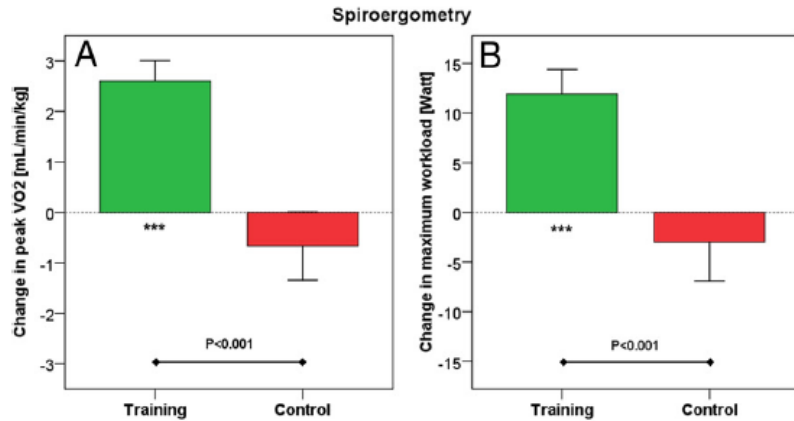 Spiroergometry
A
Change in peak VO2 [mL/min/kg]
3
2
1
0
-1
-2
-3
***
P<0.001
Training
Control
B
Change in maximum workload [Watt]
15
10
5
0
-5
-10
-15
***
P<0.001
Training
Control